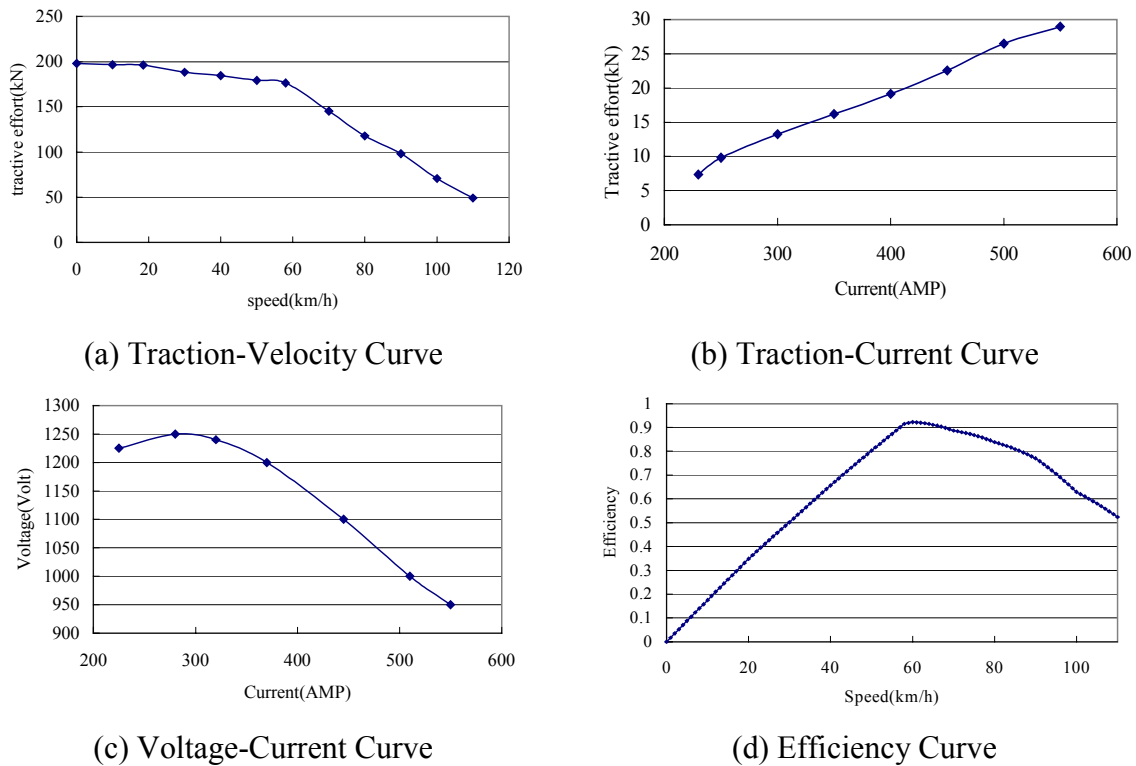 250
200
150
100
50
0
tractive effort(kN)
0 20 40 60 80 100 120
speed(km/h)
(a) Traction-Velocity Curve
30
25
20
15
10
5
0
Tractive effort(kN)
200 300 400 500 600
Current(AMP)
(b) Traction-Current Curve
1300
1250
1200
1150
1100
1050
1000
950
900
Voltage(Volt)
200 300 400 500 600
Current(AMP)
(c) Voltage-Current Curve
1
0.9
0.8
0.7
0.6
0.5
0.4
0.3
0.2
0.1
0
Efficiency
0 20 40 60 80 100
Speed(km/h)
(d) Efficiency Curve